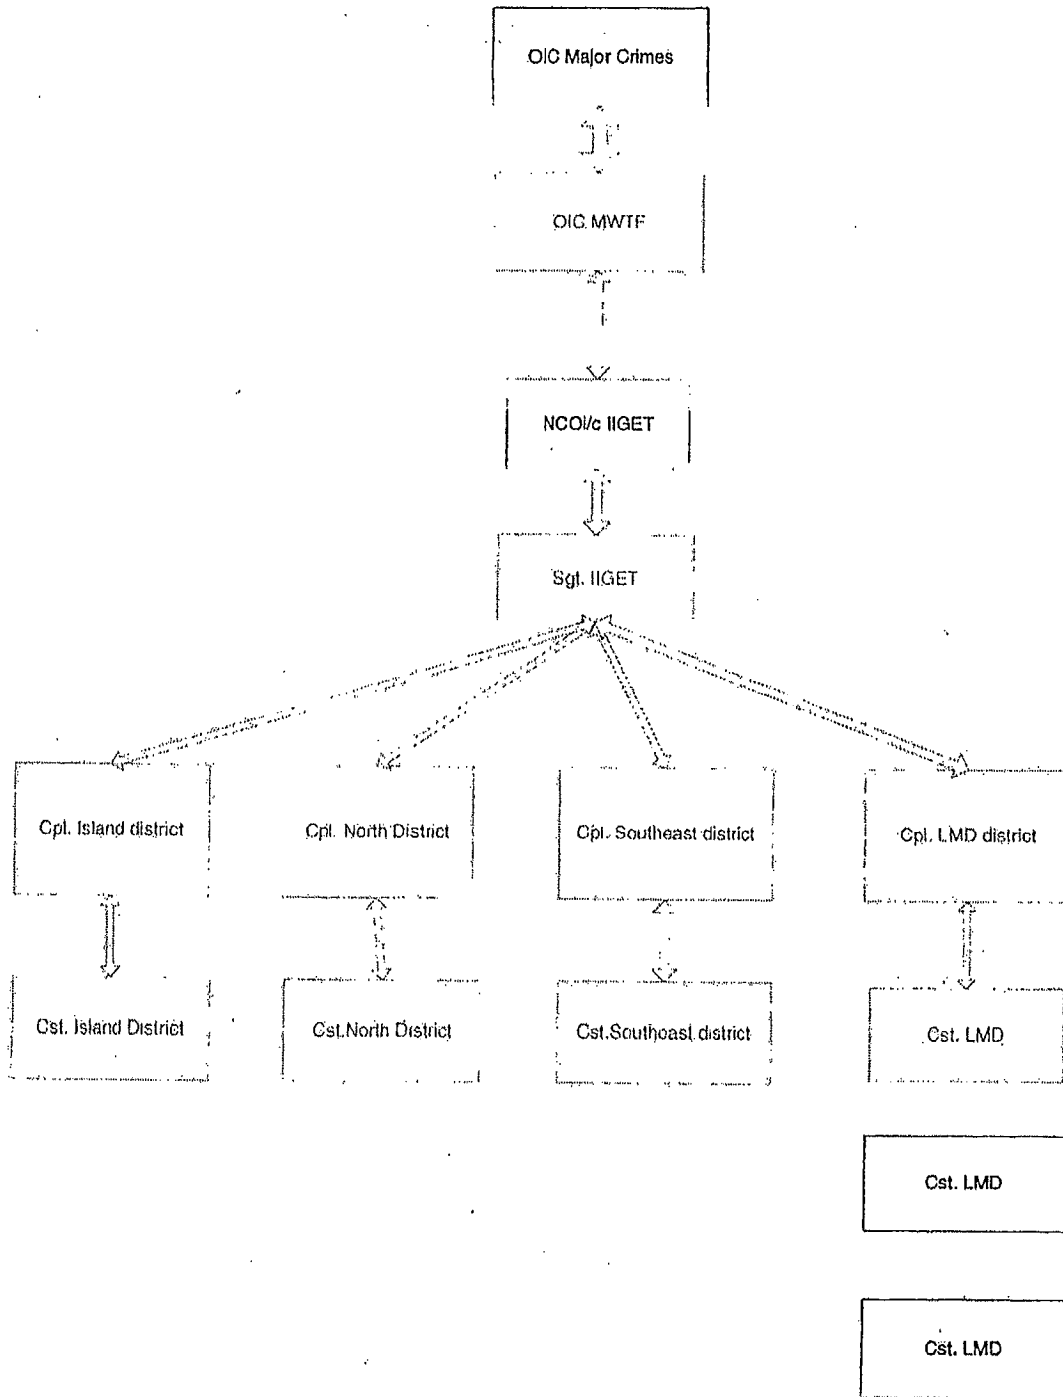 OIC Major Crimes
OIC MWTF
NCOI/c IIGET
Sgt. IIGET
Cpl. Island district
Cpl. North District
Cpl. Southeast district
Cpl. LMD district
Cst. Island District
Cst.North District
Cst.Southeast district
Cst. LMD
Cst. LMD
Cst. LMD